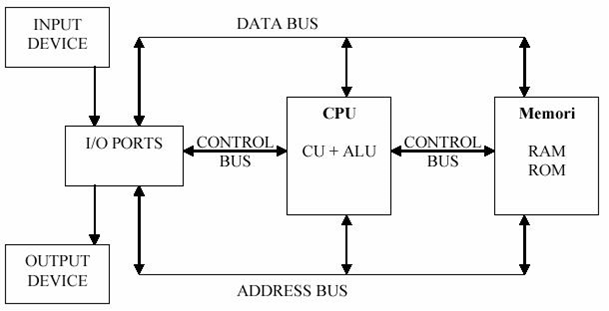 INPUT
DEVICE
DATA BUS
I/O PORTS
CONTROL
BUS
CPU
CU + ALU
CONTROL
BUS
Memori
RAM
ROM
OUTPUT
DEVICE
ADDRESS BUS